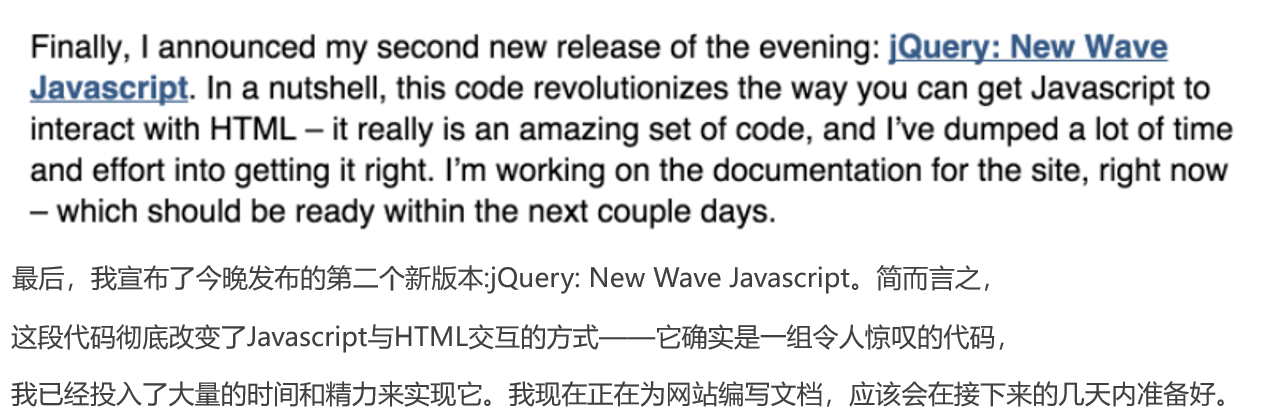 Finally, I announced my second new release of the evening: jQuery: New Wave
Javascript. In a nutshell, this code revolutionizes the way you can get Javascript to
interact with HTML – it really is an amazing set of code, and I’ve dumped a lot of time
and effort into getting it right. I’m working on the documentation for the site, right now
– which should be ready within the next couple days.
最后，我宣布了今晚发布的第二个新版本:jQuery: New Wave Javascript。简而言之，
这段代码彻底改变了Javascript与HTML交互的方式——它确实是一组令人惊叹的代码，
我已经投入了大量的时间和精力来实现它。我现在正在为网站编写文档，应该会在接下来的几天内准备好。